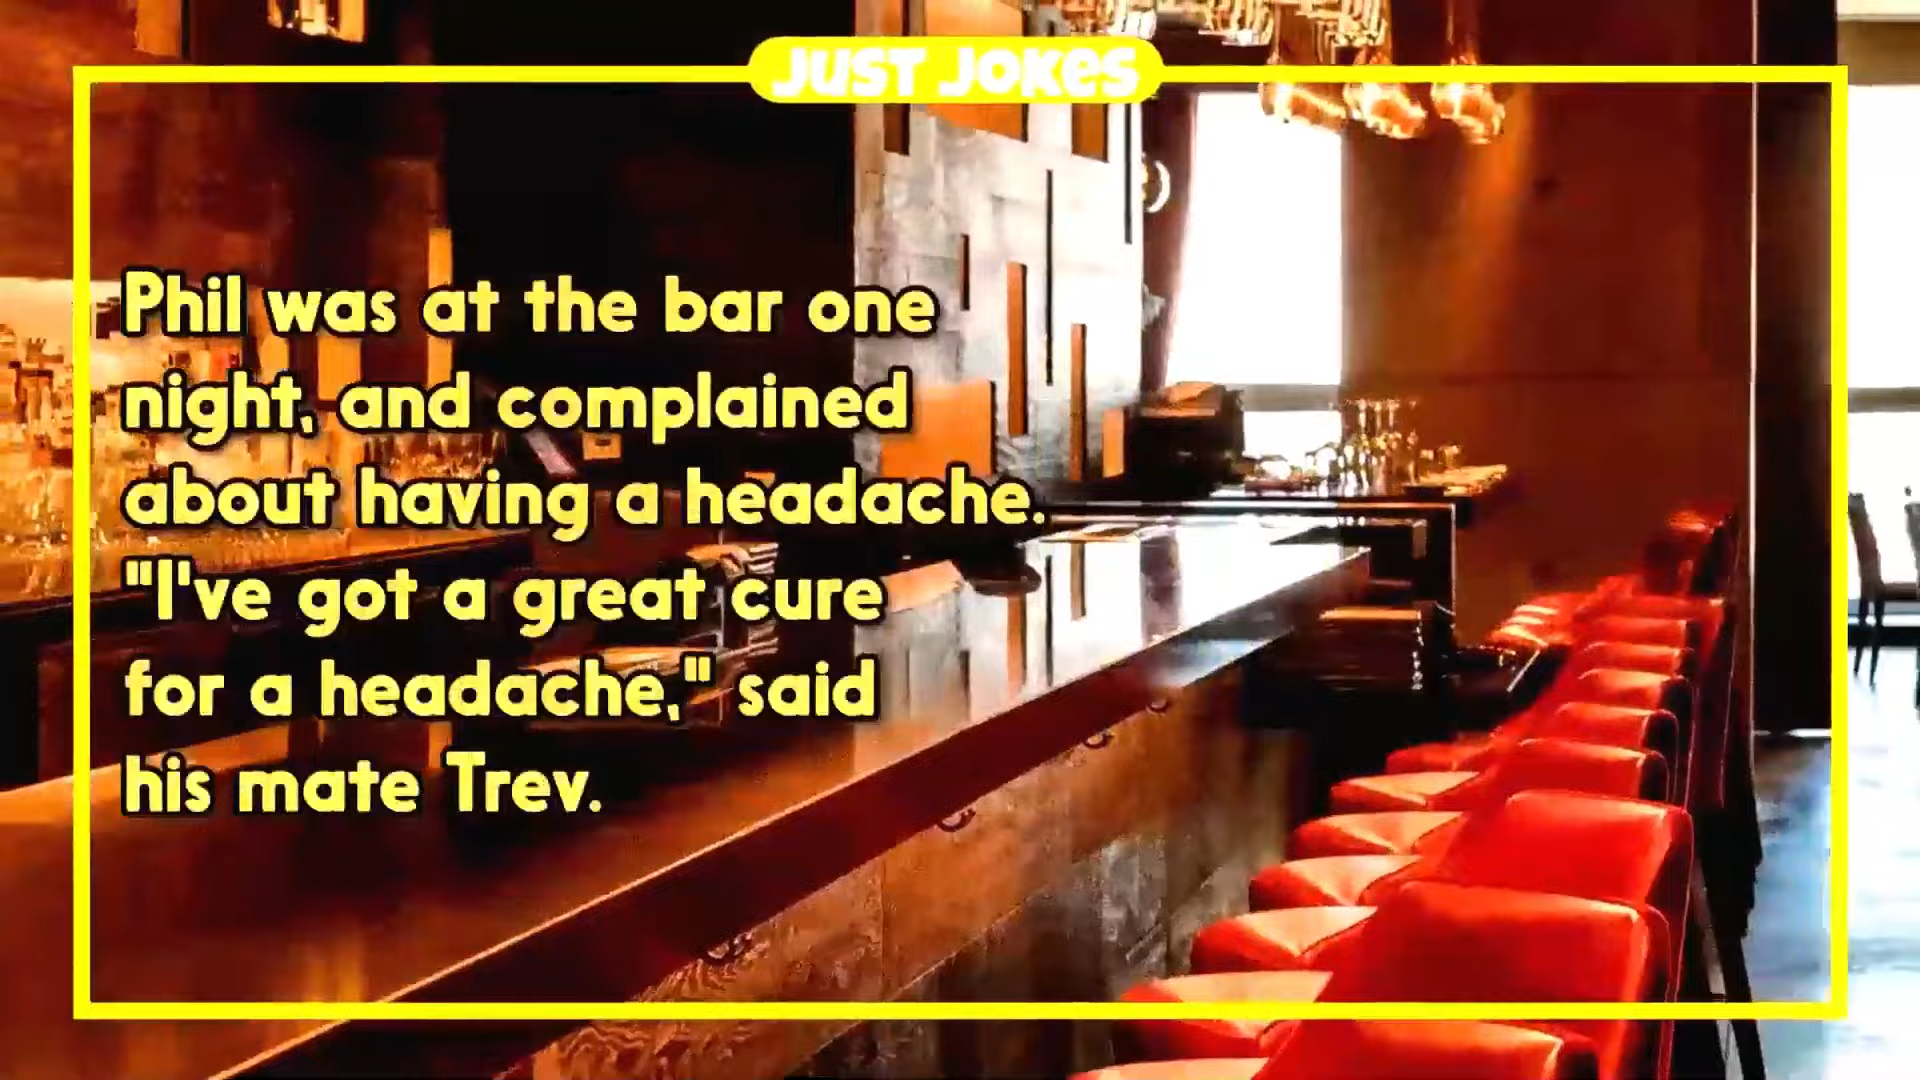 JUST JOKES
Phil was at the bar one
night, and complained
about having a headache.
"I've got a great cure
for a headache," said
his mate Trev.